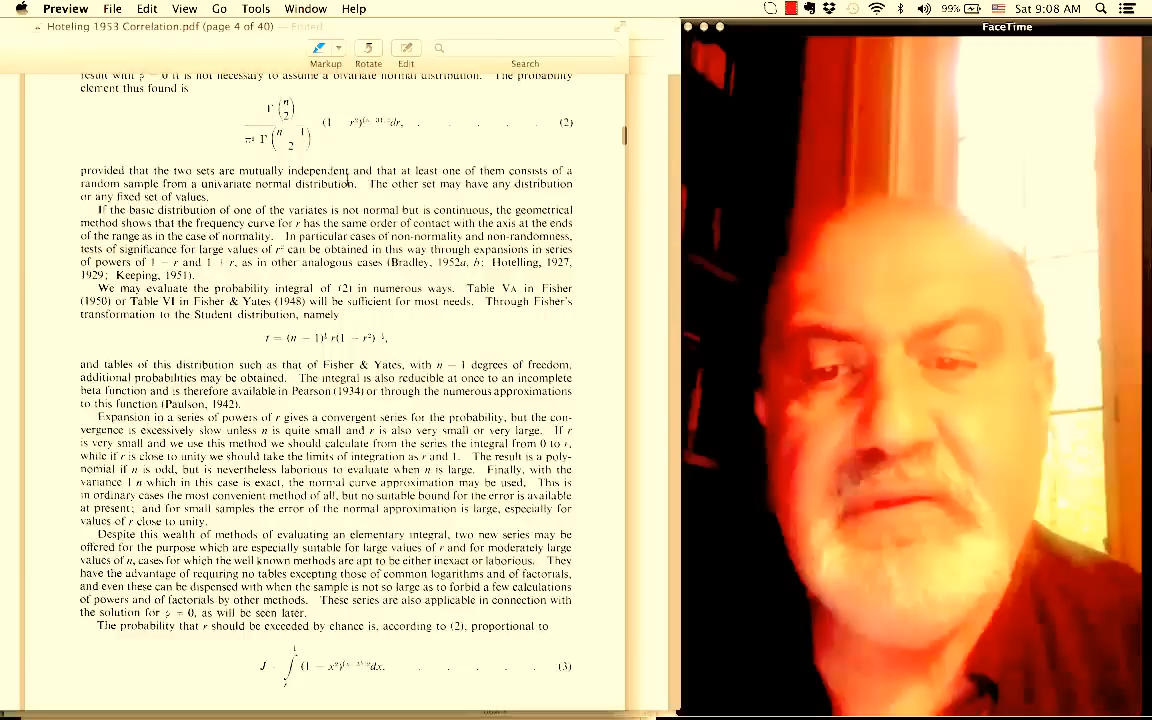 Preview File Edit View Go Tools Window Help 99% Sat 9:08 AM
Hoteling 1953 Correlation.pdf (page 4 of 40) — Edited
FaceTime
Markup Rotate Edit Search
result with ρ = 0 it is not necessary to assume a bivariate normal distribution. The probability
element thus found is
(2)
provided that the two sets are mutually independent and that at least one of them consists of a
random sample from a univariate normal distribution. The other set may have any distribution
or any fixed set of values.
If the basic distribution of one of the variates is not normal but is continuous, the geometrical
method shows that the frequency curve for r has the same order of contact with the axis at the ends
of the range as in the case of normality. In particular cases of non-normality and non-randomness,
tests of significance for large values of r² can be obtained in this way through expansions in series
of powers of 1 − r and 1 + r, as in other analogous cases (Bradley, 1952a, b; Hotelling, 1927,
1929; Keeping, 1951).
We may evaluate the probability integral of (2) in numerous ways. Table VA in Fisher
(1950) or Table VI in Fisher & Yates (1948) will be sufficient for most needs. Through Fisher's
transformation to the Student distribution, namely
t = (n − 1)½ r(1 − r²)−½,
and tables of this distribution such as that of Fisher & Yates, with n − 1 degrees of freedom,
additional probabilities may be obtained. The integral is also reducible at once to an incomplete
beta function and is therefore available in Pearson (1934) or through the numerous approximations
to this function (Paulson, 1942).
Expansion in a series of powers of r gives a convergent series for the probability, but the con-
vergence is excessively slow unless n is quite small and r is also very small or very large. If r
is very small and we use this method we should calculate from the series the integral from 0 to r,
while if r is close to unity we should take the limits of integration as r and 1. The result is a poly-
nomial if n is odd, but is nevertheless laborious to evaluate when n is large. Finally, with the
variance 1/n which in this case is exact, the normal curve approximation may be used. This is
in ordinary cases the most convenient method of all, but no suitable bound for the error is available
at present; and for small samples the error of the normal approximation is large, especially for
values of r close to unity.
Despite this wealth of methods of evaluating an elementary integral, two new series may be
offered for the purpose which are especially suitable for large values of r and for moderately large
values of n, cases for which the well known methods are apt to be either inexact or laborious. They
have the advantage of requiring no tables excepting those of common logarithms and of factorials,
and even these can be dispensed with when the sample is not so large as to forbid a few calculations
of powers and of factorials by other methods. These series are also applicable in connection with
the solution for ρ ≠ 0, as will be seen later.
The probability that r should be exceeded by chance is, according to (2), proportional to
(3)